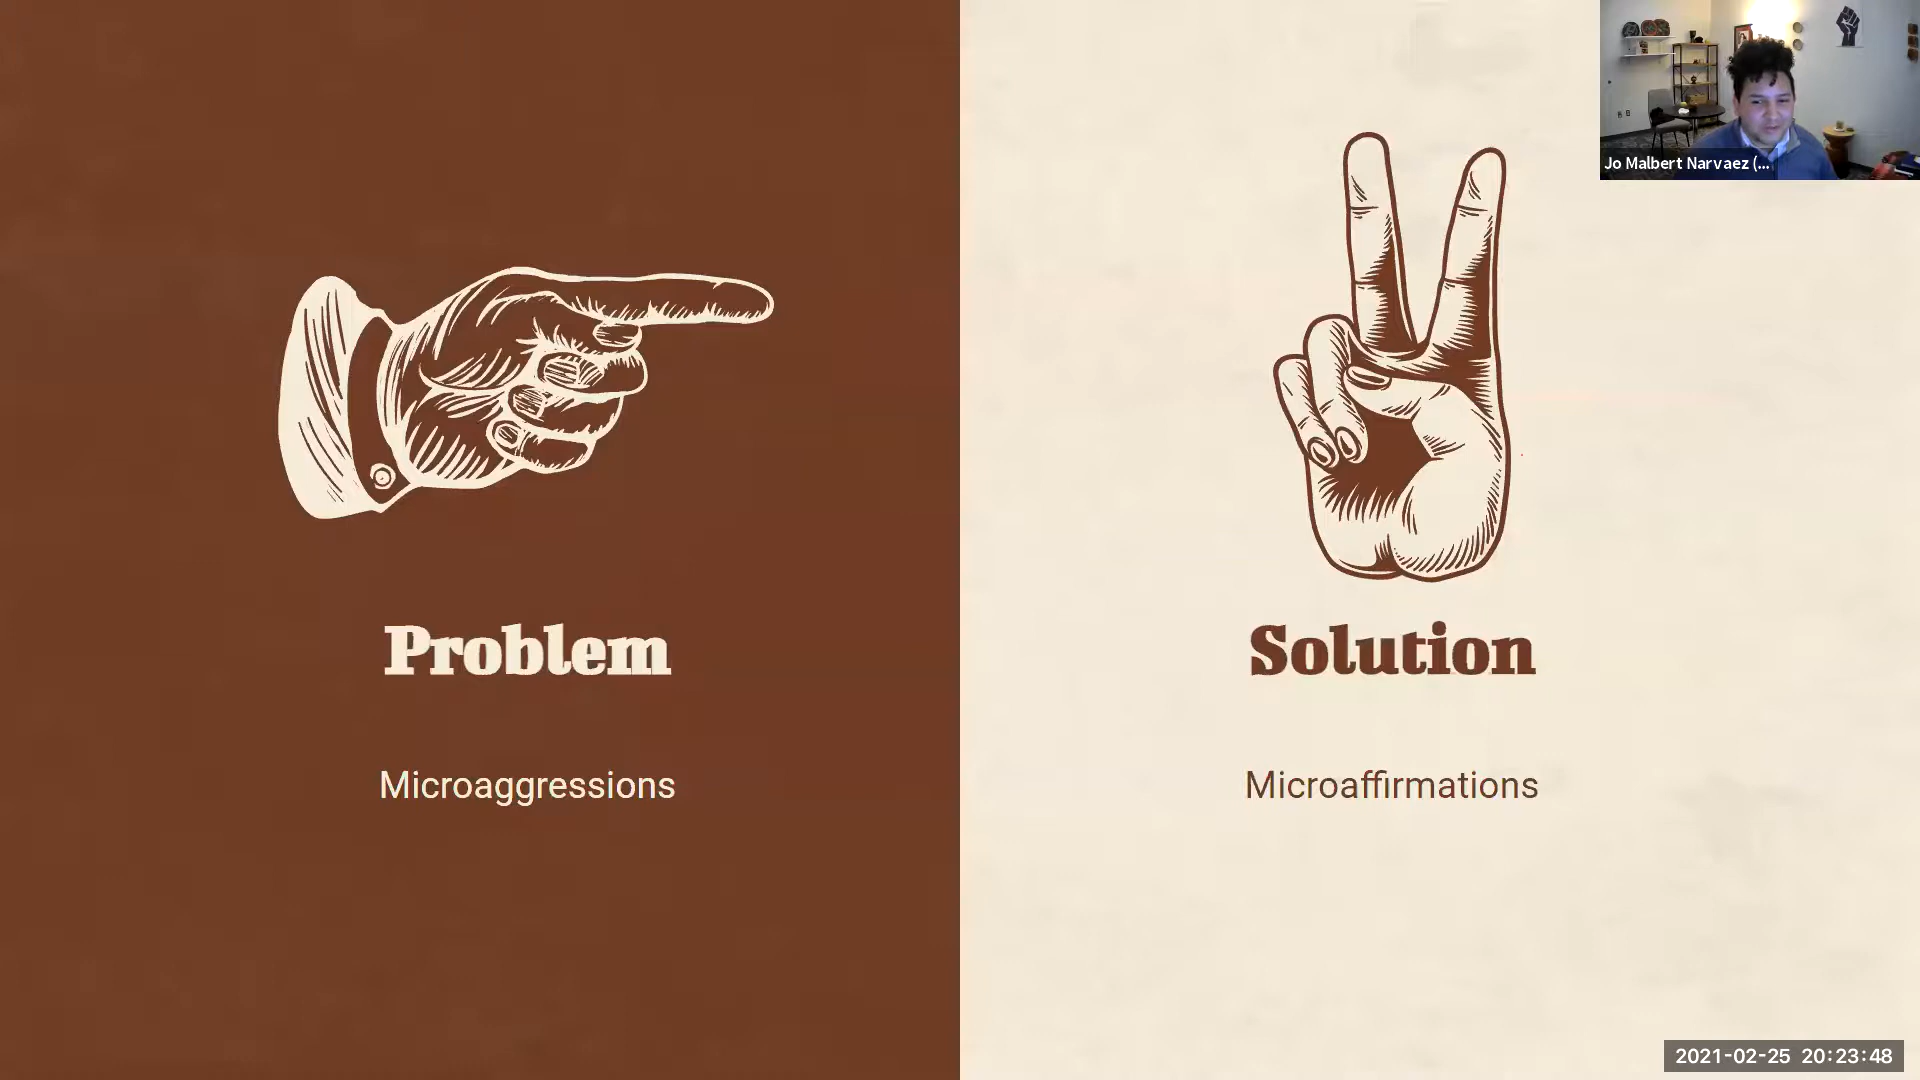 Jo Malbert Narvaez (...
Problem
Solution
Microaggressions
Microaffirmations
2021-02-25 20:23:48